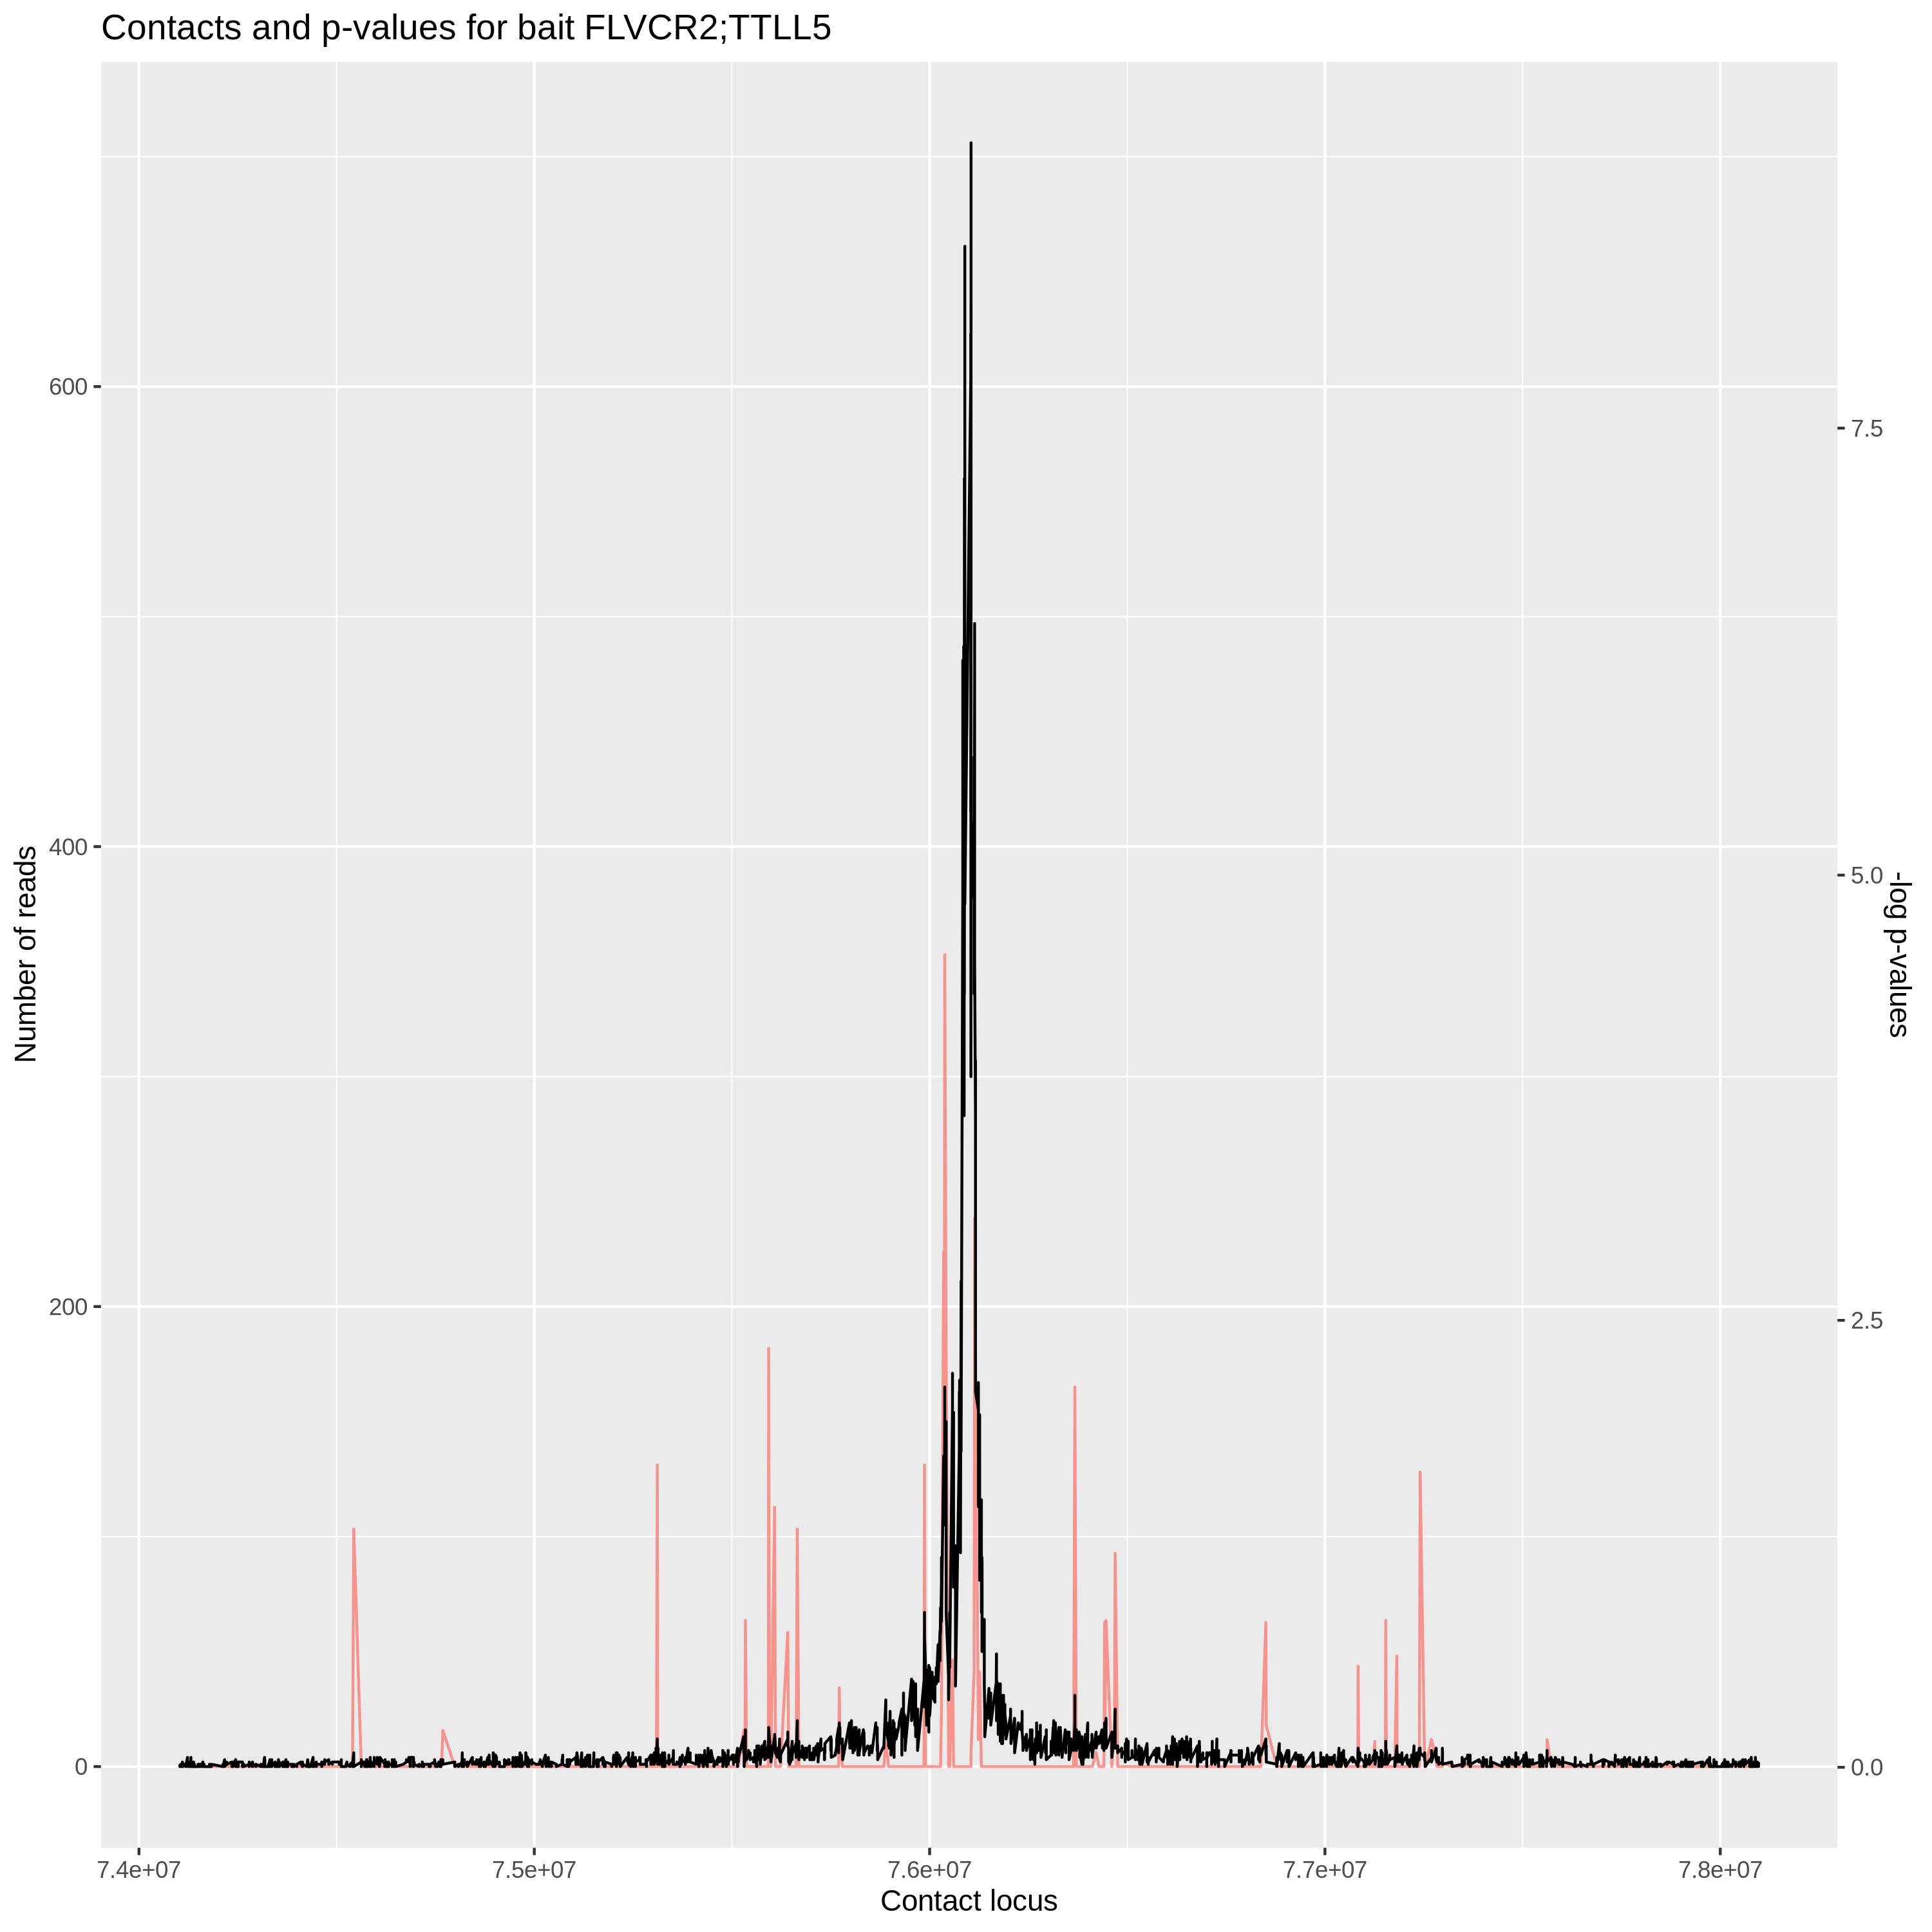 Contacts and p-values for bait FLVCR2;TTLL5
600
400
200
0
Number of reads
7.5
5.0
2.5
0.0
-log p-values
7.4e+07 7.5e+07 7.6e+07 7.7e+07 7.8e+07
Contact locus